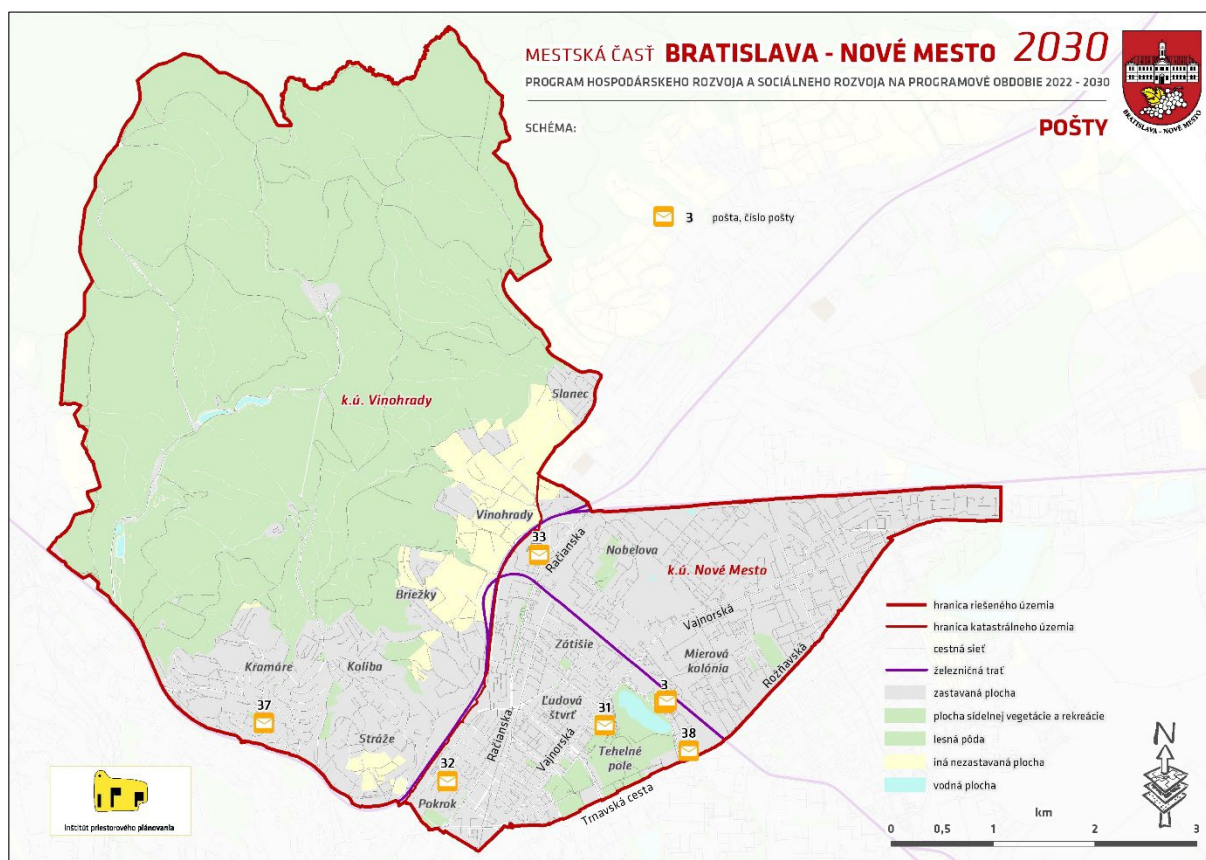 MESTSKÁ ČASŤ BRATISLAVA - NOVÉ MESTO 2030
PROGRAM HOSPODÁRSKEHO ROZVOJA A SOCIÁLNEHO ROZVOJA NA PROGRAMOVÉ OBDOBIE 2022 - 2030
SCHÉMA:
POŠTY
BRATISLAVA - NOVÉ MESTO
3 pošta, číslo pošty
Slanec
k.ú. Vinohrady
Vinohrady
33
Račianska
Nobelova
k.ú. Nové Mesto
Briežky
Vajnorská
Zátišie
Mierová
kolónia
Rožňavská
Kramáre
Koliba
37
Stráže
Račianska
Ľudová
štvrť
31
3
38
Vajnorská
Tehelné
pole
32
Pokrok
Trnavská cesta
hranica riešeného územia
hranica katastrálneho územia
cestná sieť
železničná trať
zastavaná plocha
plocha sídelnej vegetácie a rekreácie
lesná pôda
iná nezastavaná plocha
vodná plocha
N
km
0 0,5 1 2 3
Inštitút priestorového plánovania